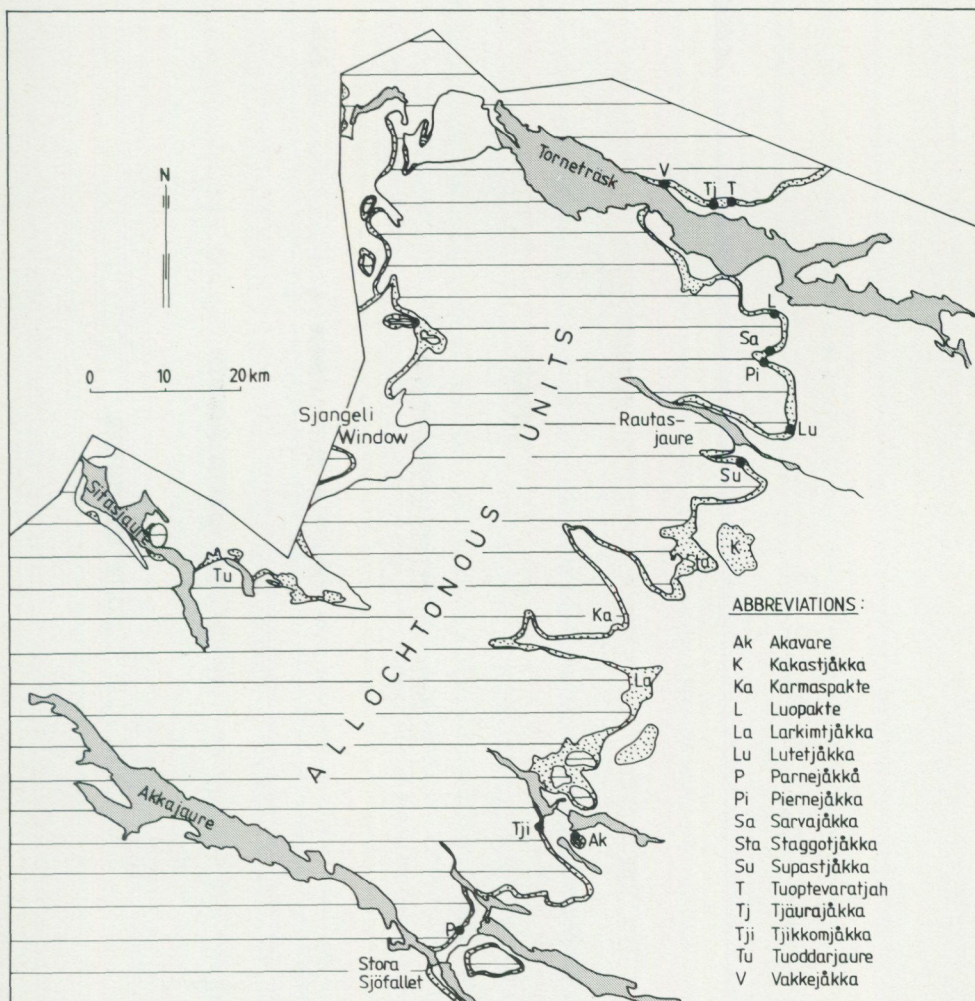 N
Torneträsk
V
Tj T
L
Sa
Pi
0 10 20 km
Sjangeli
Window
Rautas-
jaure
Lu
Su
Sitasjaure
Sta
K
Tu
Ka
La
ALLOCHTONOUS UNITS
Akkajaure
Tji
Ak
P
Stora
Sjöfallet
ABBREVIATIONS :
Ak Akavare
K Kakastjåkka
Ka Karmaspakte
L Luopakte
La Larkimtjåkka
Lu Lutetjåkka
P Parnejåkkå
Pi Piernejåkka
Sa Sarvajåkka
Sta Staggotjåkka
Su Supastjåkka
T Tuoptevaratjah
Tj Tjäurajåkka
Tji Tjikkomjåkka
Tu Tuoddarjaure
V Vakkejåkka